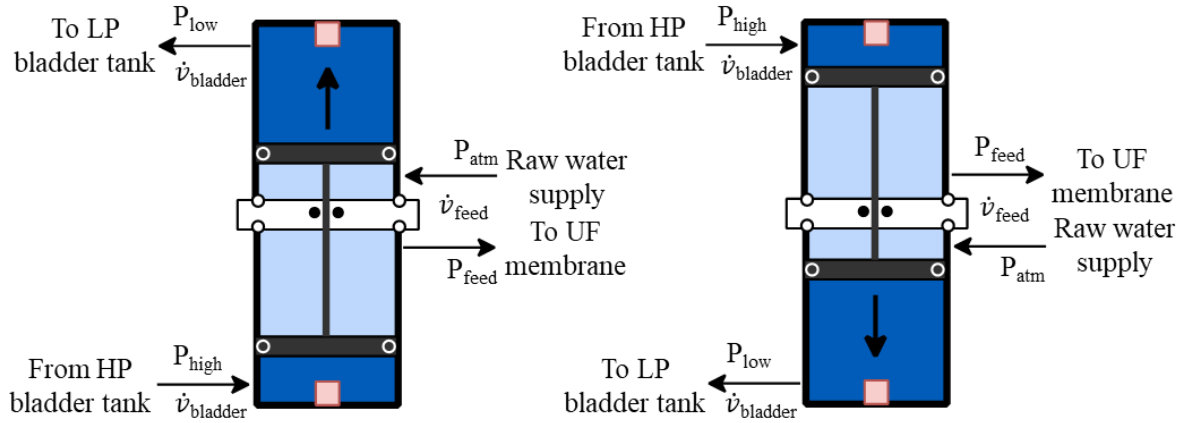 To LP
bladder tank
P_low
v̇_bladder
P_atm
Raw water
supply
v̇_feed
To UF
membrane
P_feed
From HP
bladder tank
P_high
v̇_bladder
From HP
bladder tank
P_high
v̇_bladder
P_feed
To UF
membrane
v̇_feed
Raw water
supply
P_atm
To LP
bladder tank
P_low
v̇_bladder